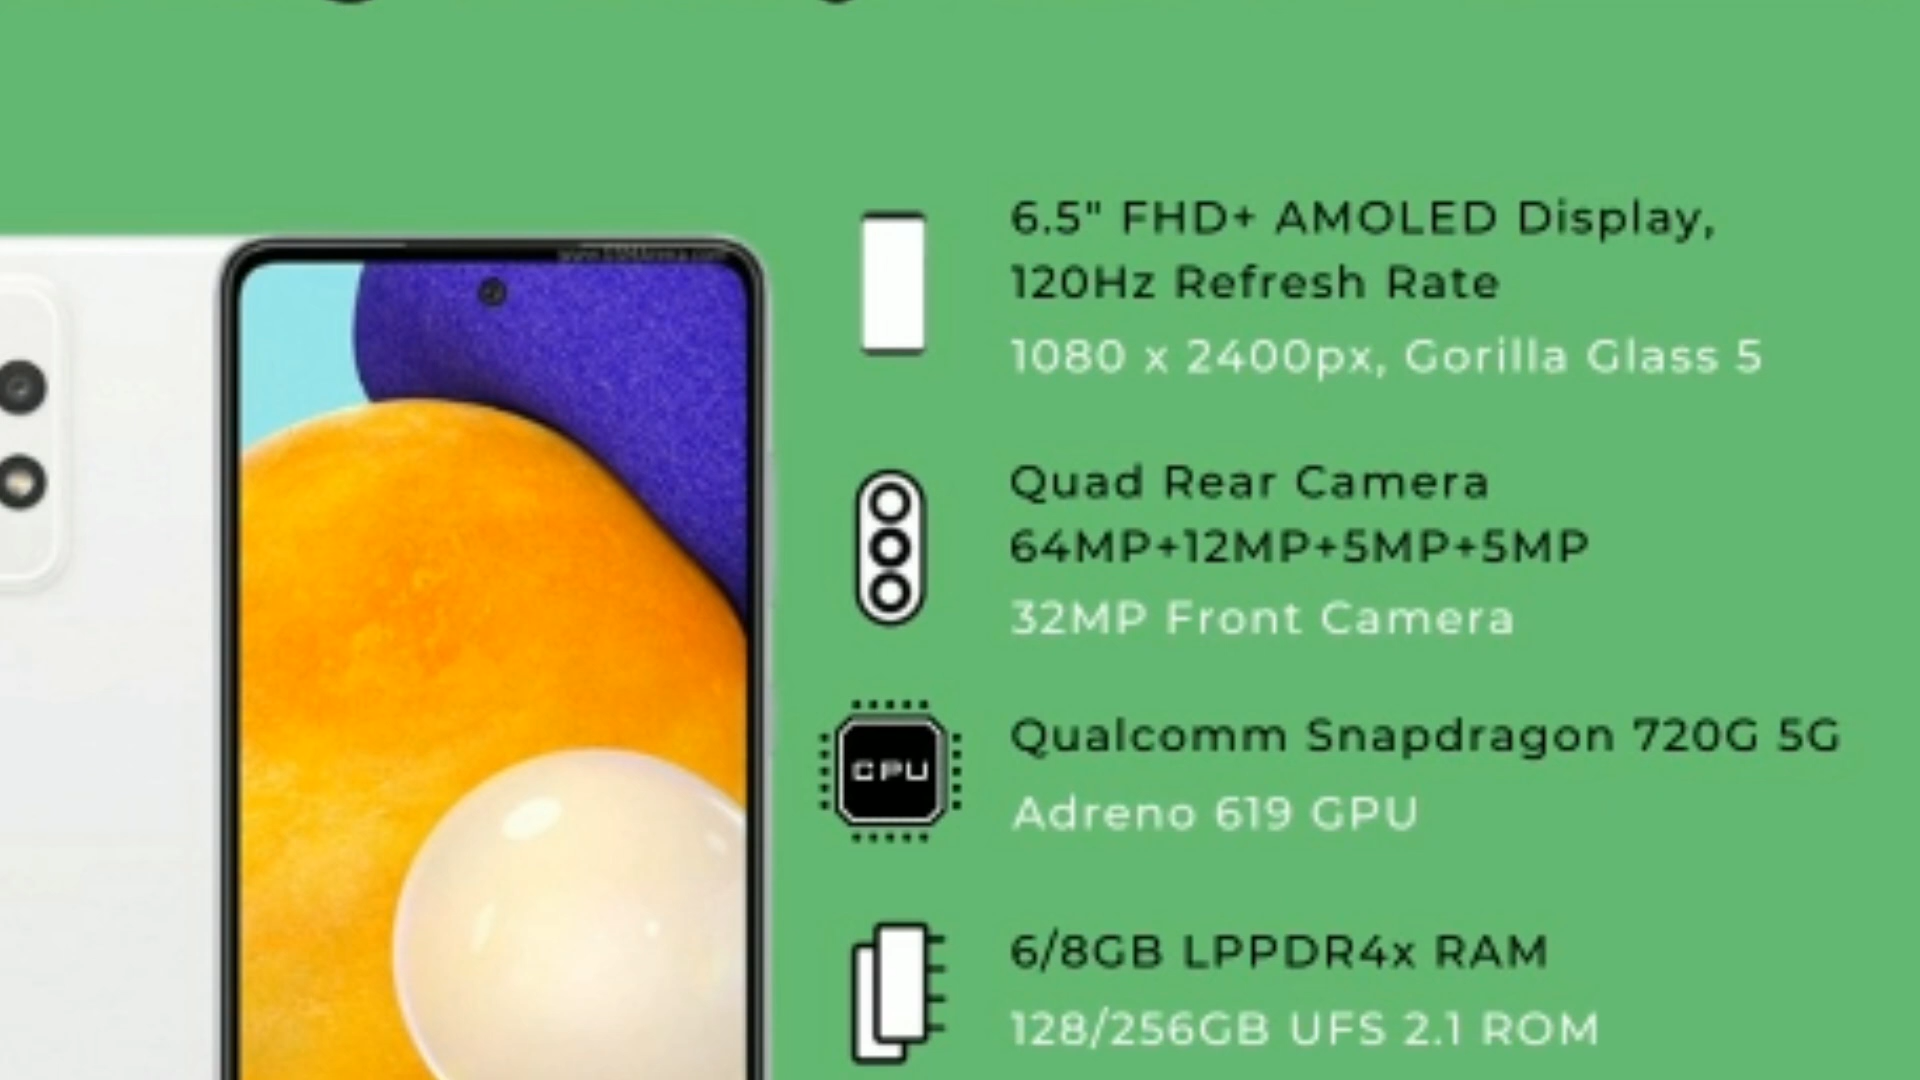 6.5" FHD+ AMOLED Display,
120Hz Refresh Rate
1080 x 2400px, Gorilla Glass 5
Quad Rear Camera
64MP+12MP+5MP+5MP
32MP Front Camera
CPU
Qualcomm Snapdragon 720G 5G
Adreno 619 GPU
6/8GB LPPDR4x RAM
128/256GB UFS 2.1 ROM